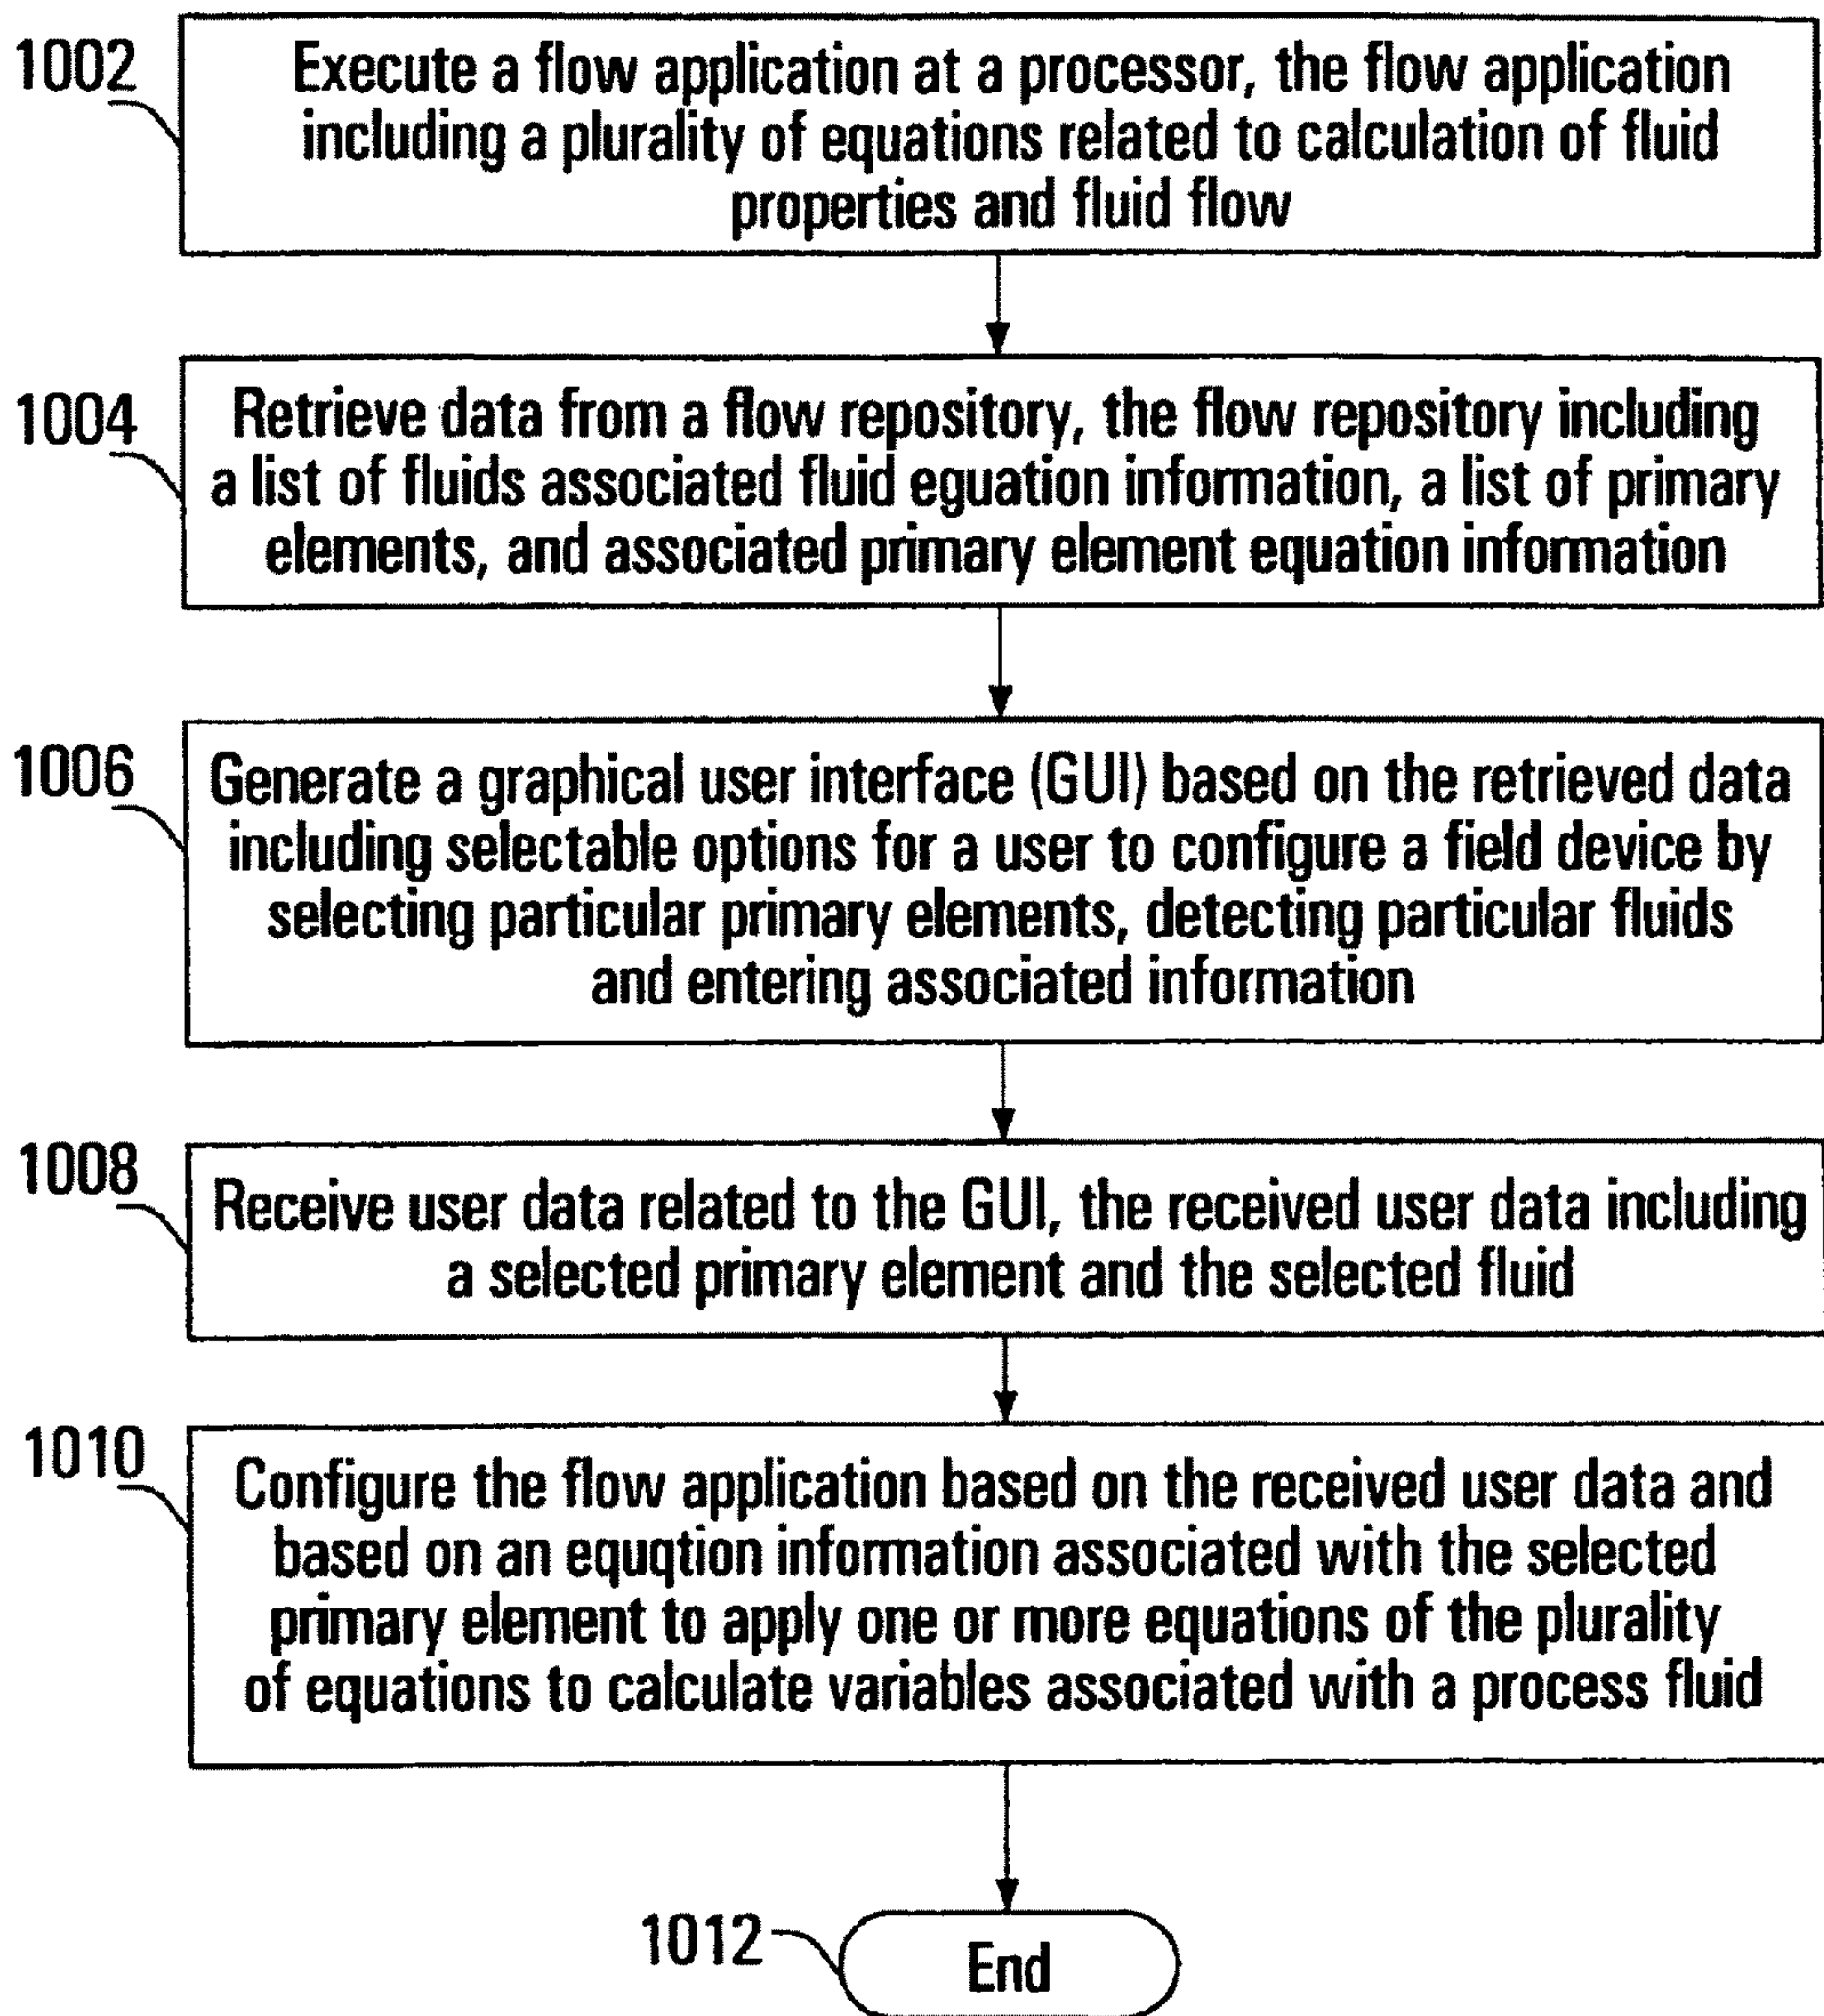 1002
Execute a flow application at a processor, the flow application
including a plurality of equations related to calculation of fluid
properties and fluid flow
1004
Retrieve data from a flow repository, the flow repository including
a list of fluids associated fluid eguation information, a list of primary
elements, and associated primary element equation information
1006
Generate a graphical user interface (GUI) based on the retrieved data
including selectable options for a user to configure a field device by
selecting particular primary elements, detecting particular fluids
and entering associated information
1008
Receive user data related to the GUI, the received user data including
a selected primary element and the selected fluid
1010
Configure the flow application based on the received user data and
based on an equqtion information associated with the selected
primary element to apply one or more equations of the plurality
of equations to calculate variables associated with a process fluid
1012
End